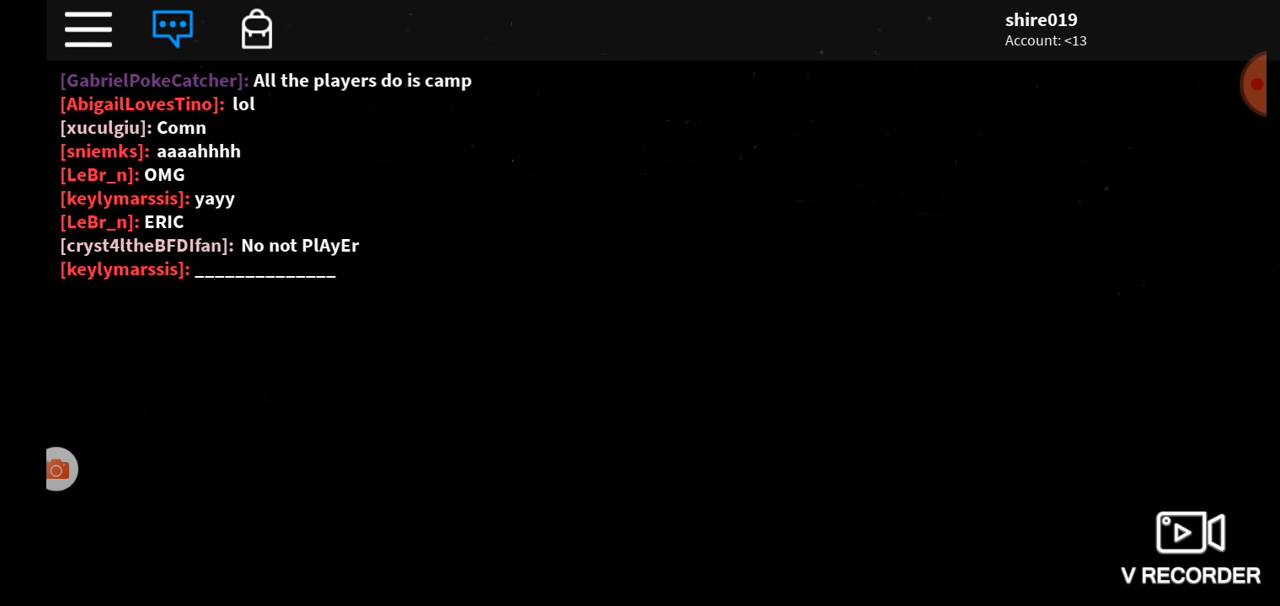 shire019
Account: <13
[GabrielPokeCatcher]: All the players do is camp
[AbigailLovesTino]: lol
[xuculgiu]: Comn
[sniemks]: aaaahhhh
[LeBr_n]: OMG
[keylymarssis]: yayy
[LeBr_n]: ERIC
[cryst4ltheBFDIfan]: No not PlAyEr
[keylymarssis]: ______________
V RECORDER